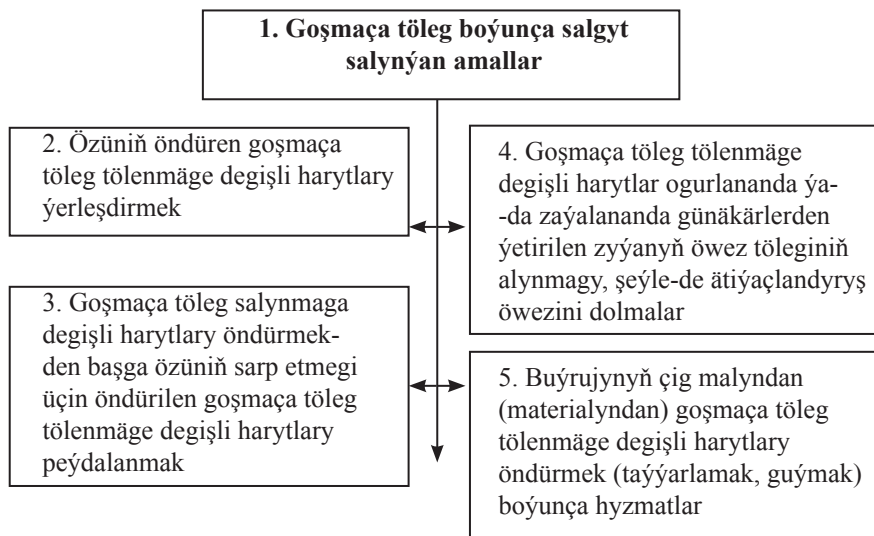 1. Goşmaça töleg boýunça salgyt
salynýan amallar
2. Özüniň öndüren goşmaça
töleg tölenmäge degişli harytlary
ýerleşdirmek
3. Goşmaça töleg salynmaga
degişli harytlary öndürmek-
den başga özüniň sarp etmegi
üçin öndürilen goşmaça töleg
tölenmäge degişli harytlary
peýdalanmak
4. Goşmaça töleg tölenmäge
degişli harytlar ogurlananda ýa-
-da zaýalananda günäkärlerden
ýetirilen zyýanyň öwez töleginiň
alynmagy, şeýle-de ätiýaçlandyryş
öwezini dolmalar
5. Buýrujynyň çig malyndan
(materialyndan) goşmaça töleg
tölenmäge degişli harytlary
öndürmek (taýýarlamak, guýmak)
boýunça hyzmatlar